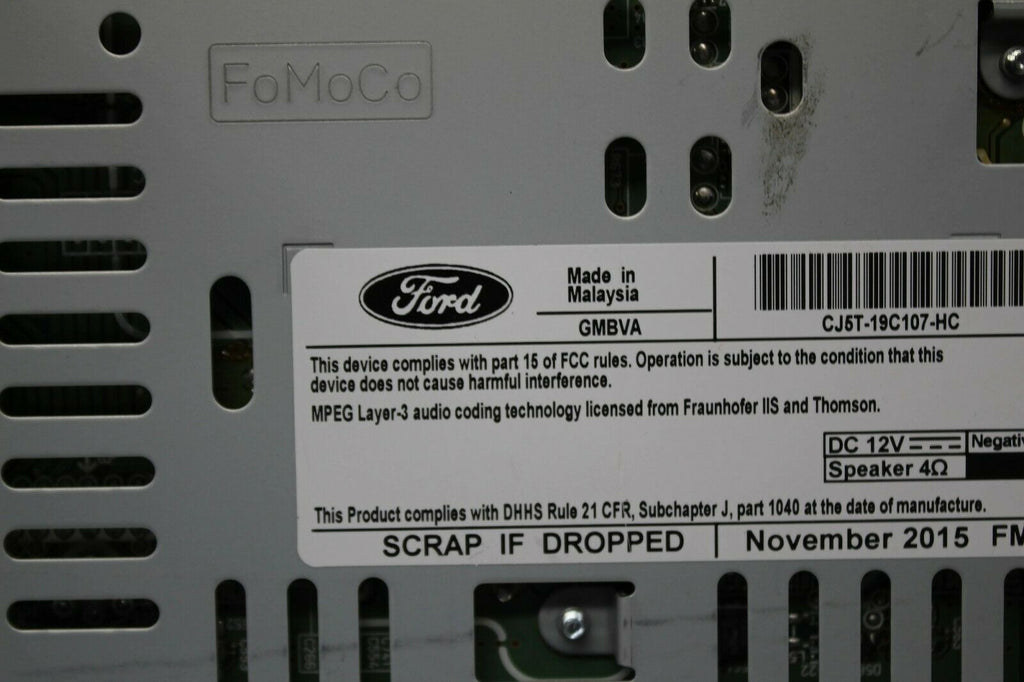 FoMoCo
Ford
Made in
Malaysia
GMBVA
CJ5T-19C107-HC
This device complies with part 15 of FCC rules. Operation is subject to the condition that this
device does not cause harmful interference.
MPEG Layer-3 audio coding technology licensed from Fraunhofer IIS and Thomson.
DC 12V Negativ
Speaker 4Ω
This Product complies with DHHS Rule 21 CFR, Subchapter J, part 1040 at the date of manufacture.
SCRAP IF DROPPED
November 2015 FM